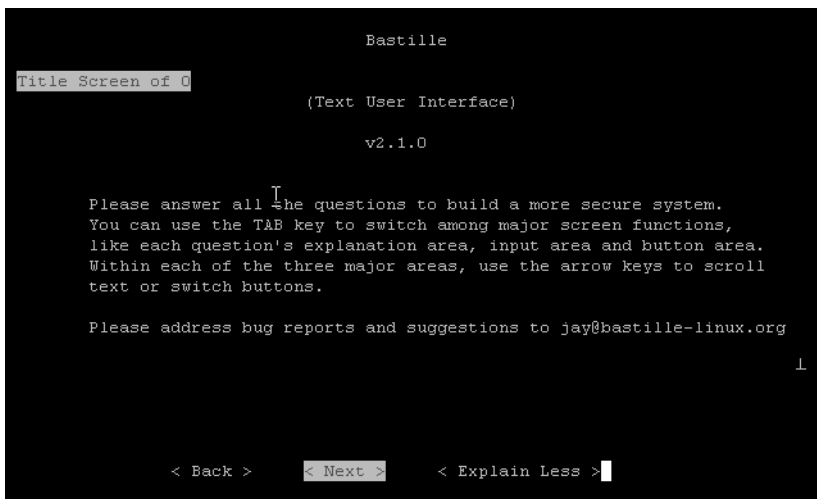 Bastille
Title Screen of 0
(Text User Interface)
v2.1.0
Please answer all the questions to build a more secure system.
You can use the TAB key to switch among major screen functions,
like each question's explanation area, input area and button area.
Within each of the three major areas, use the arrow keys to scroll
text or switch buttons.
Please address bug reports and suggestions to jay@bastille-linux.org
< Back > < Next > < Explain Less >